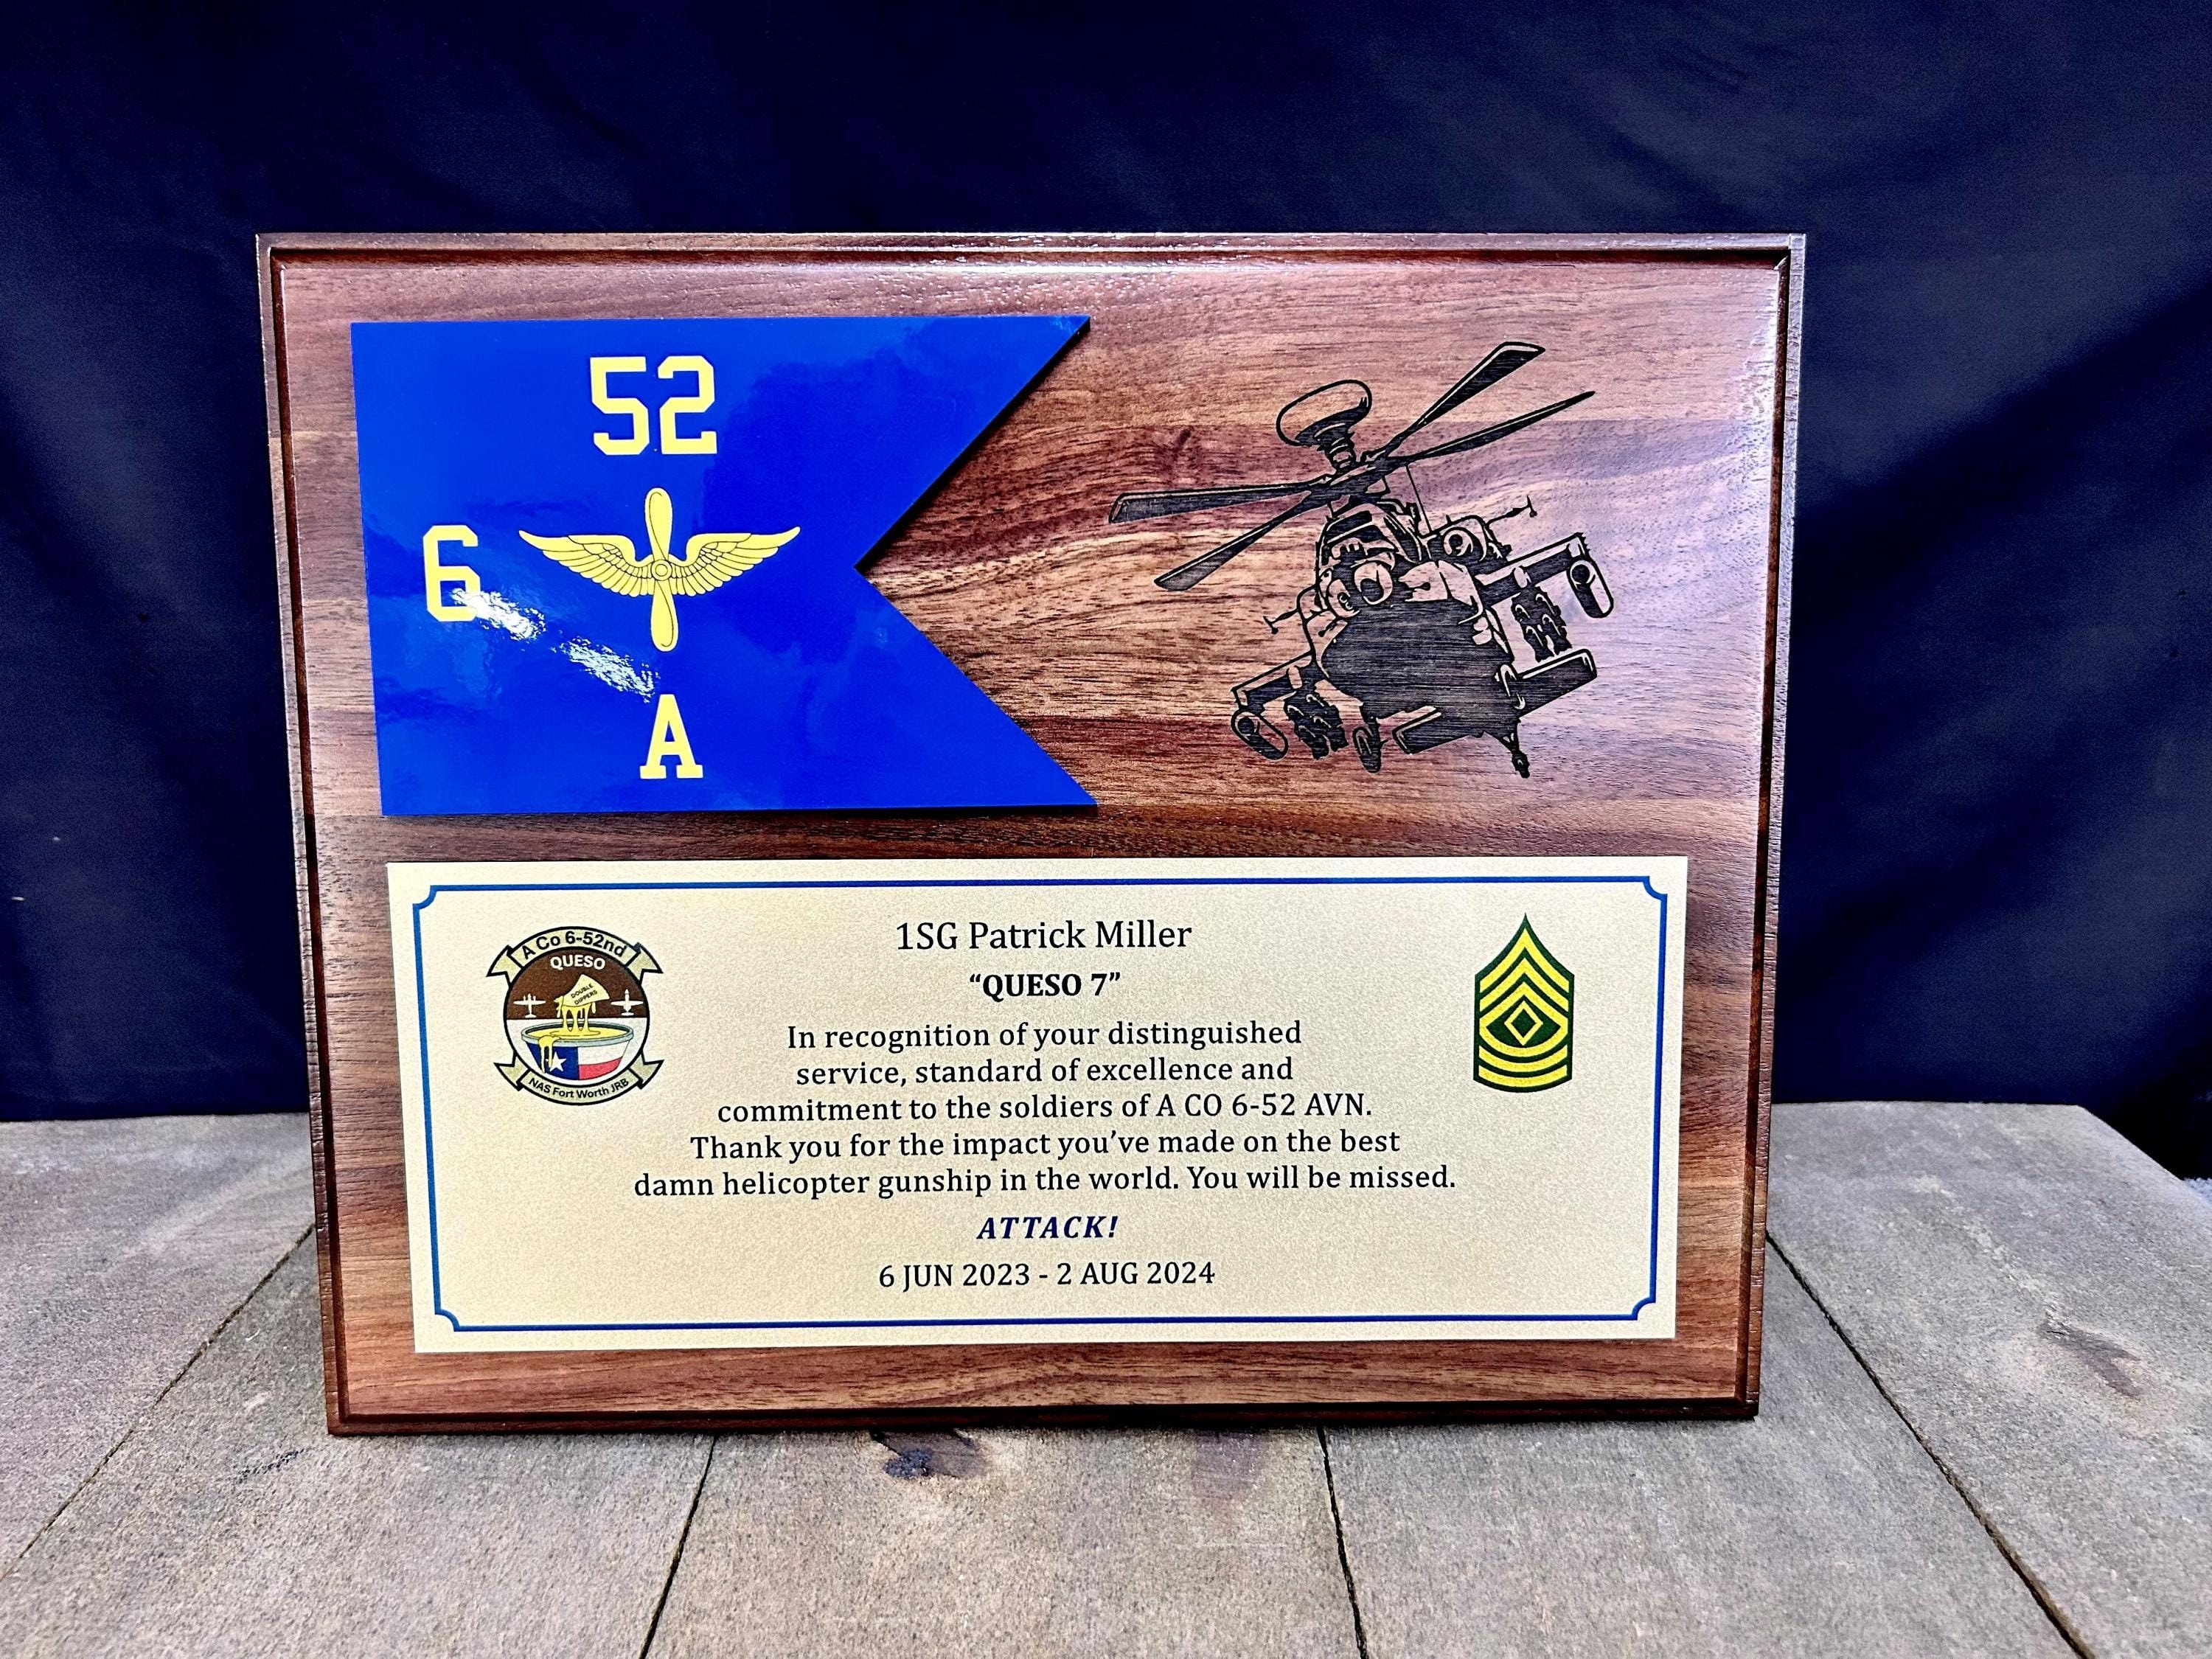 52
6
A
A Co 6-52nd
QUESO
DOUBLE
DIPPERS
NAS Fort Worth JRB
1SG Patrick Miller
“QUESO 7”
In recognition of your distinguished
service, standard of excellence and
commitment to the soldiers of A CO 6-52 AVN.
Thank you for the impact you’ve made on the best
damn helicopter gunship in the world. You will be missed.
ATTACK!
6 JUN 2023 - 2 AUG 2024